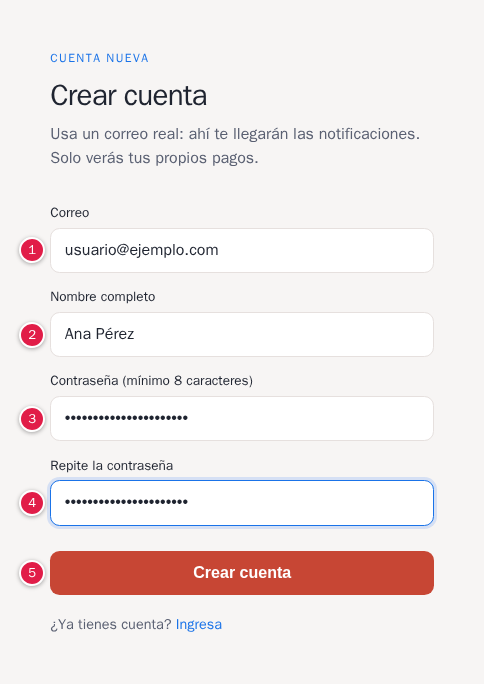 CUENTA NUEVA
Crear cuenta
Usa un correo real: ahí te llegarán las notificaciones.
Solo verás tus propios pagos.
Correo
1 usuario@ejemplo.com
Nombre completo
2 Ana Pérez
Contraseña (mínimo 8 caracteres)
3 ••••••••••••••••••••••
Repite la contraseña
4 ••••••••••••••••••••••
5 Crear cuenta
¿Ya tienes cuenta? Ingresa